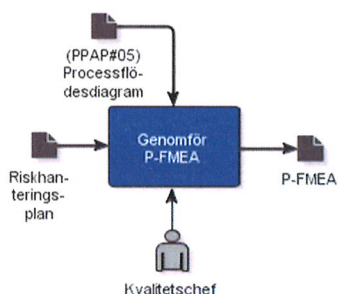 (PPAP#05)
Processflö-
desdiagram
Genomför
P-FMEA
Riskhan-
terings-
plan
P-FMEA
Kvalitetschef